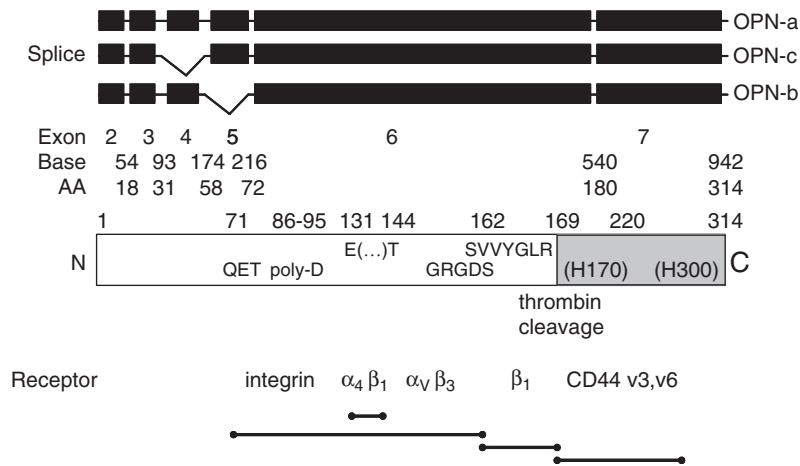 OPN-a
Splice OPN-c
OPN-b
Exon 2 3 4 5 6 7
Base 54 93 174 216 540 942
AA 18 31 58 72 180 314
1 71 86-95 131 144 162 169 220 314
E(...)T SVVYGLR
N QET poly-D GRGDS (H170) (H300) C
thrombin
cleavage
Receptor integrin α4 β1 αV β3 β1 CD44 v3,v6